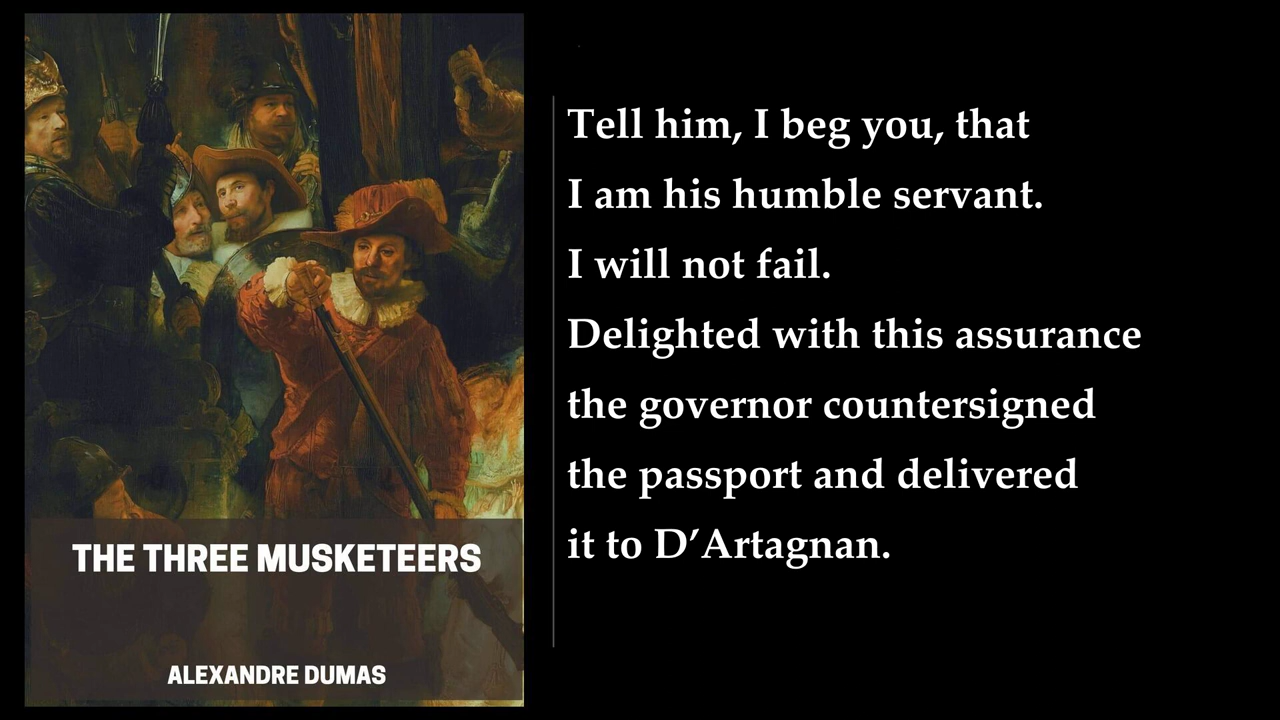 THE THREE MUSKETEERS
ALEXANDRE DUMAS
Tell him, I beg you, that
I am his humble servant.
I will not fail.
Delighted with this assurance
the governor countersigned
the passport and delivered
it to D’Artagnan.